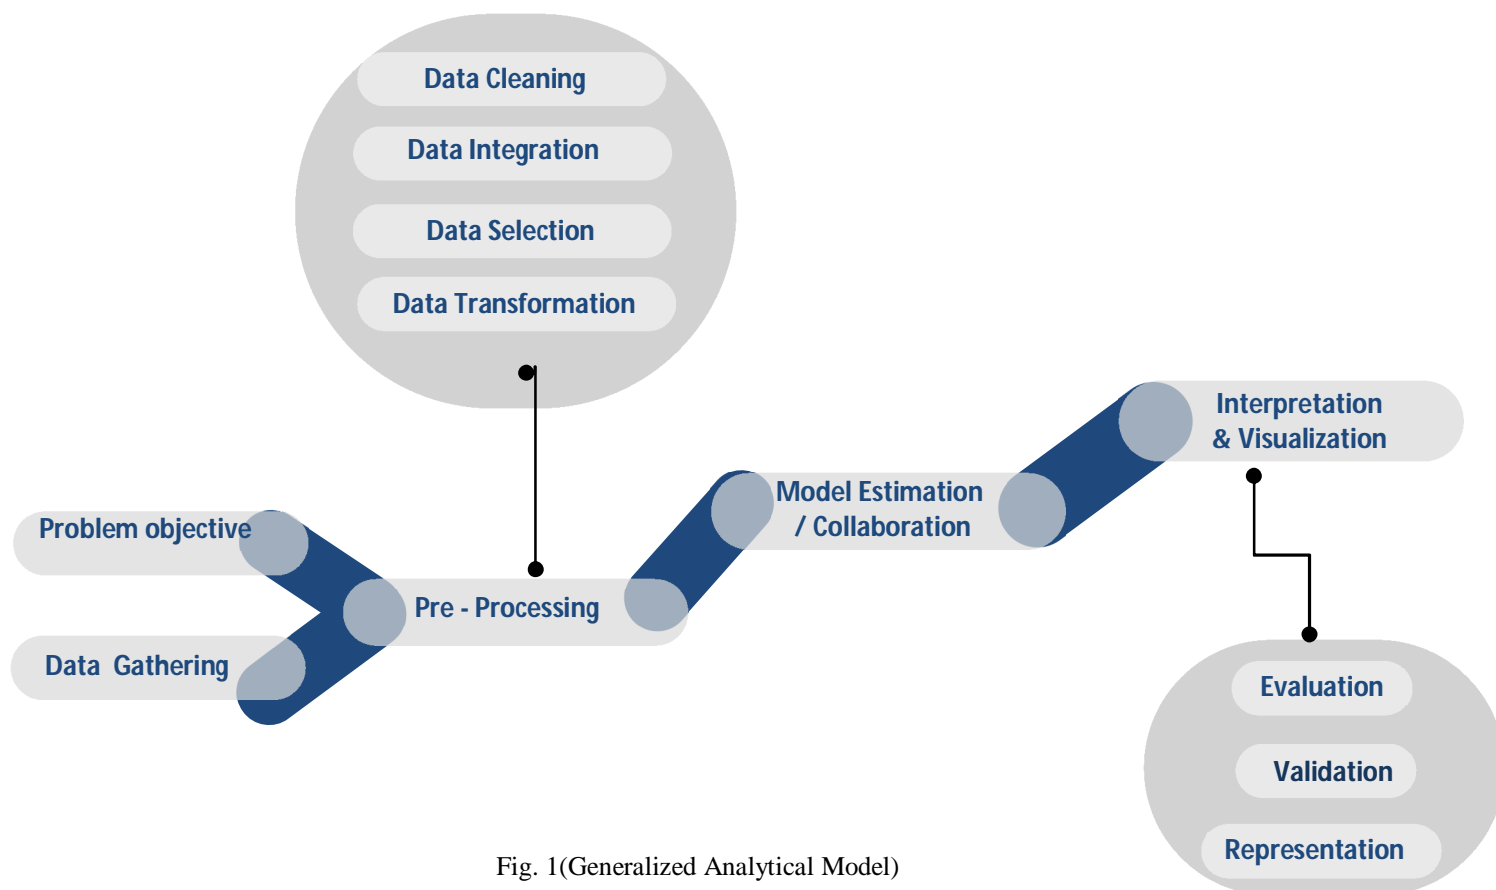 Data Cleaning
Data Integration
Data Selection
Data Transformation
Problem objective
Data Gathering
Pre - Processing
Model Estimation
/ Collaboration
Interpretation
& Visualization
Evaluation
Validation
Representation
Fig. 1(Generalized Analytical Model)